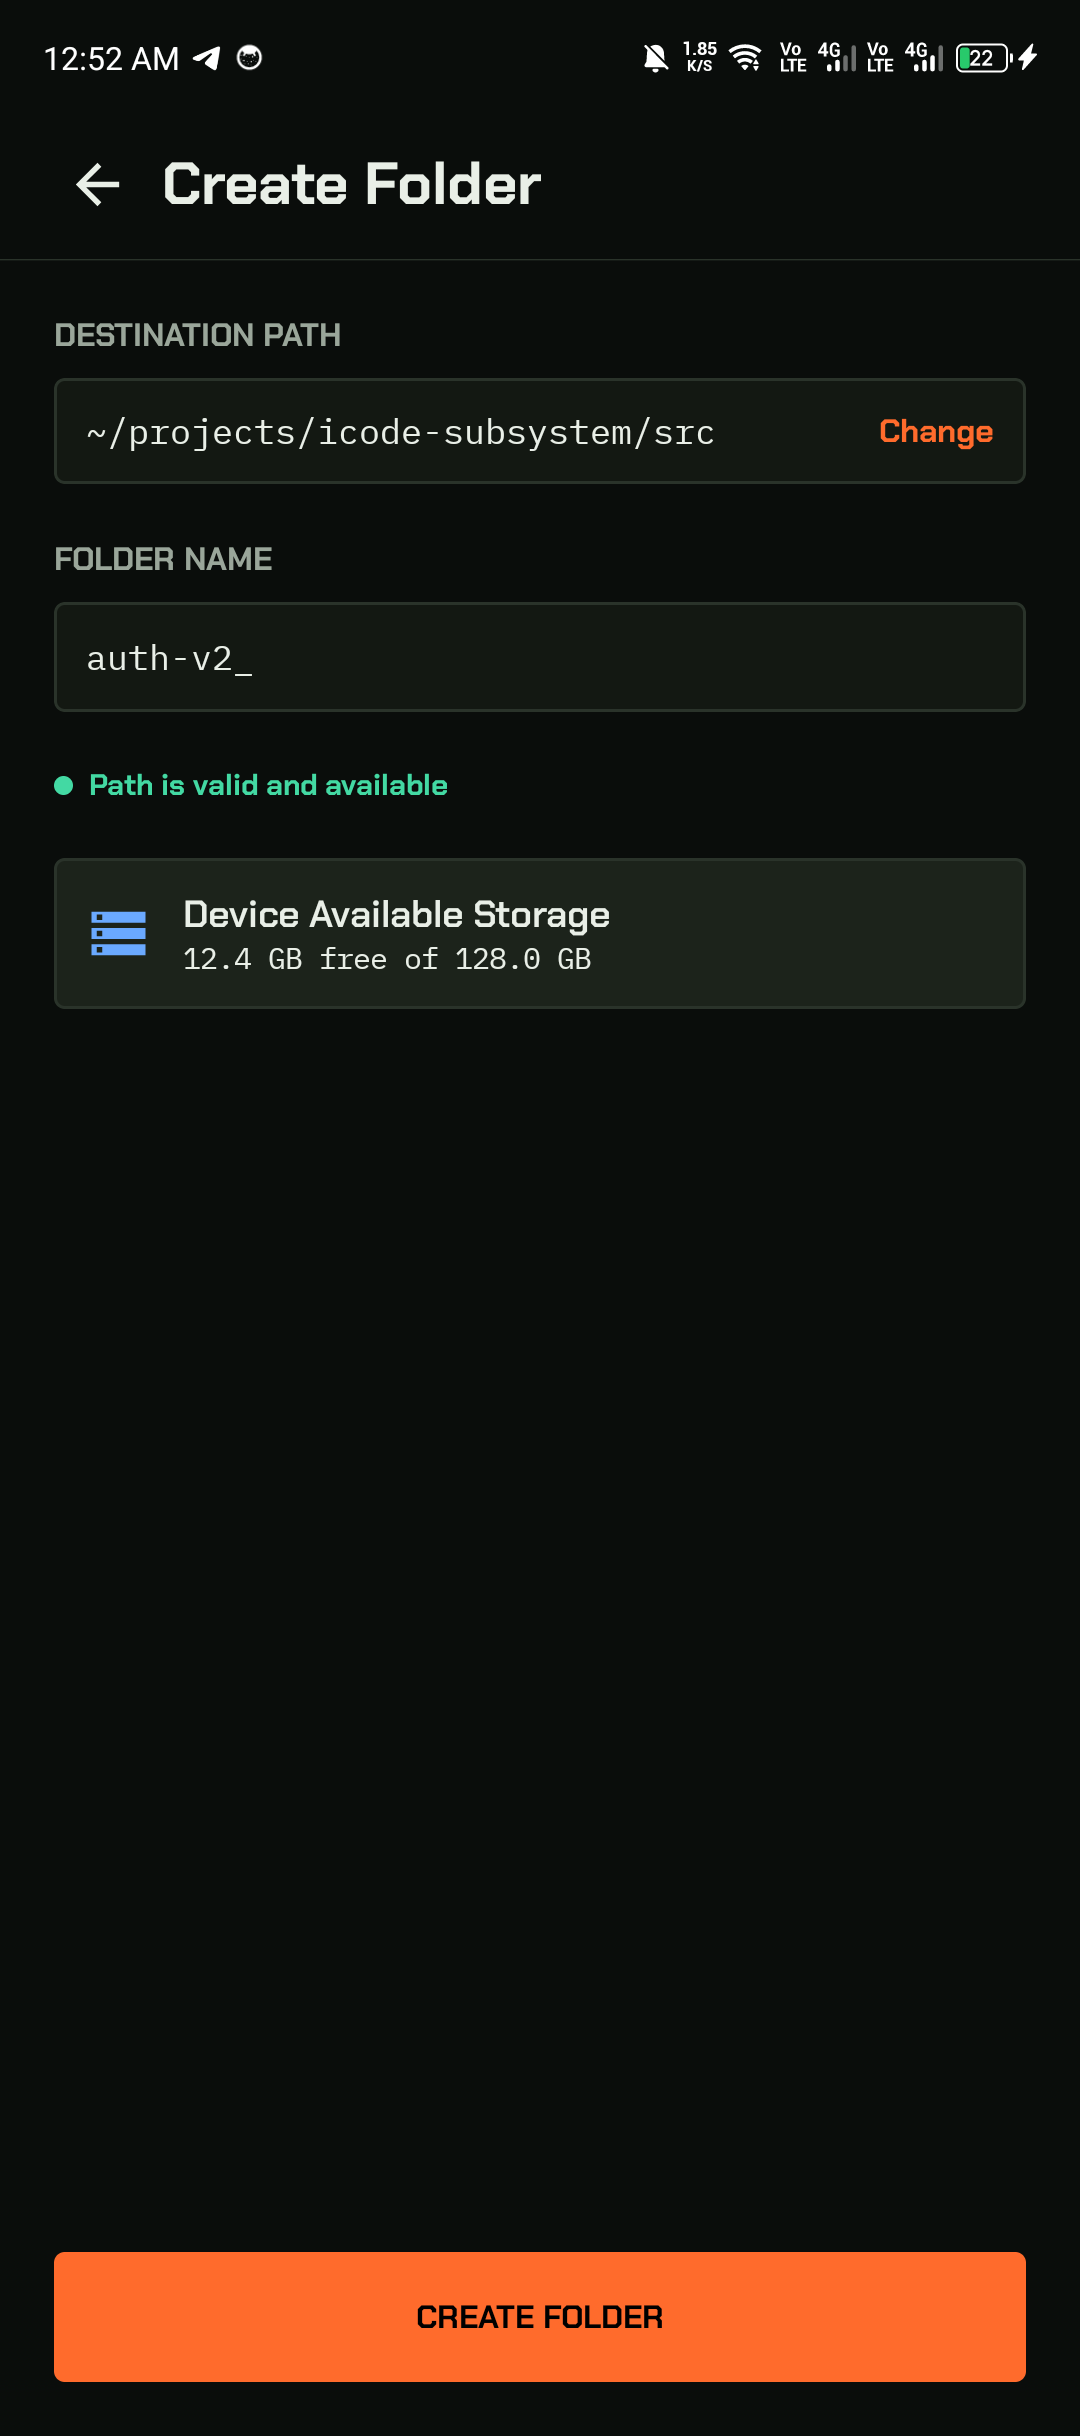 12:52 AM
1.85 K/S
Vo LTE 4G
Vo LTE 4G
22
Create Folder
DESTINATION PATH
~/projects/icode-subsystem/src
Change
FOLDER NAME
auth-v2_
Path is valid and available
Device Available Storage
12.4 GB free of 128.0 GB
CREATE FOLDER